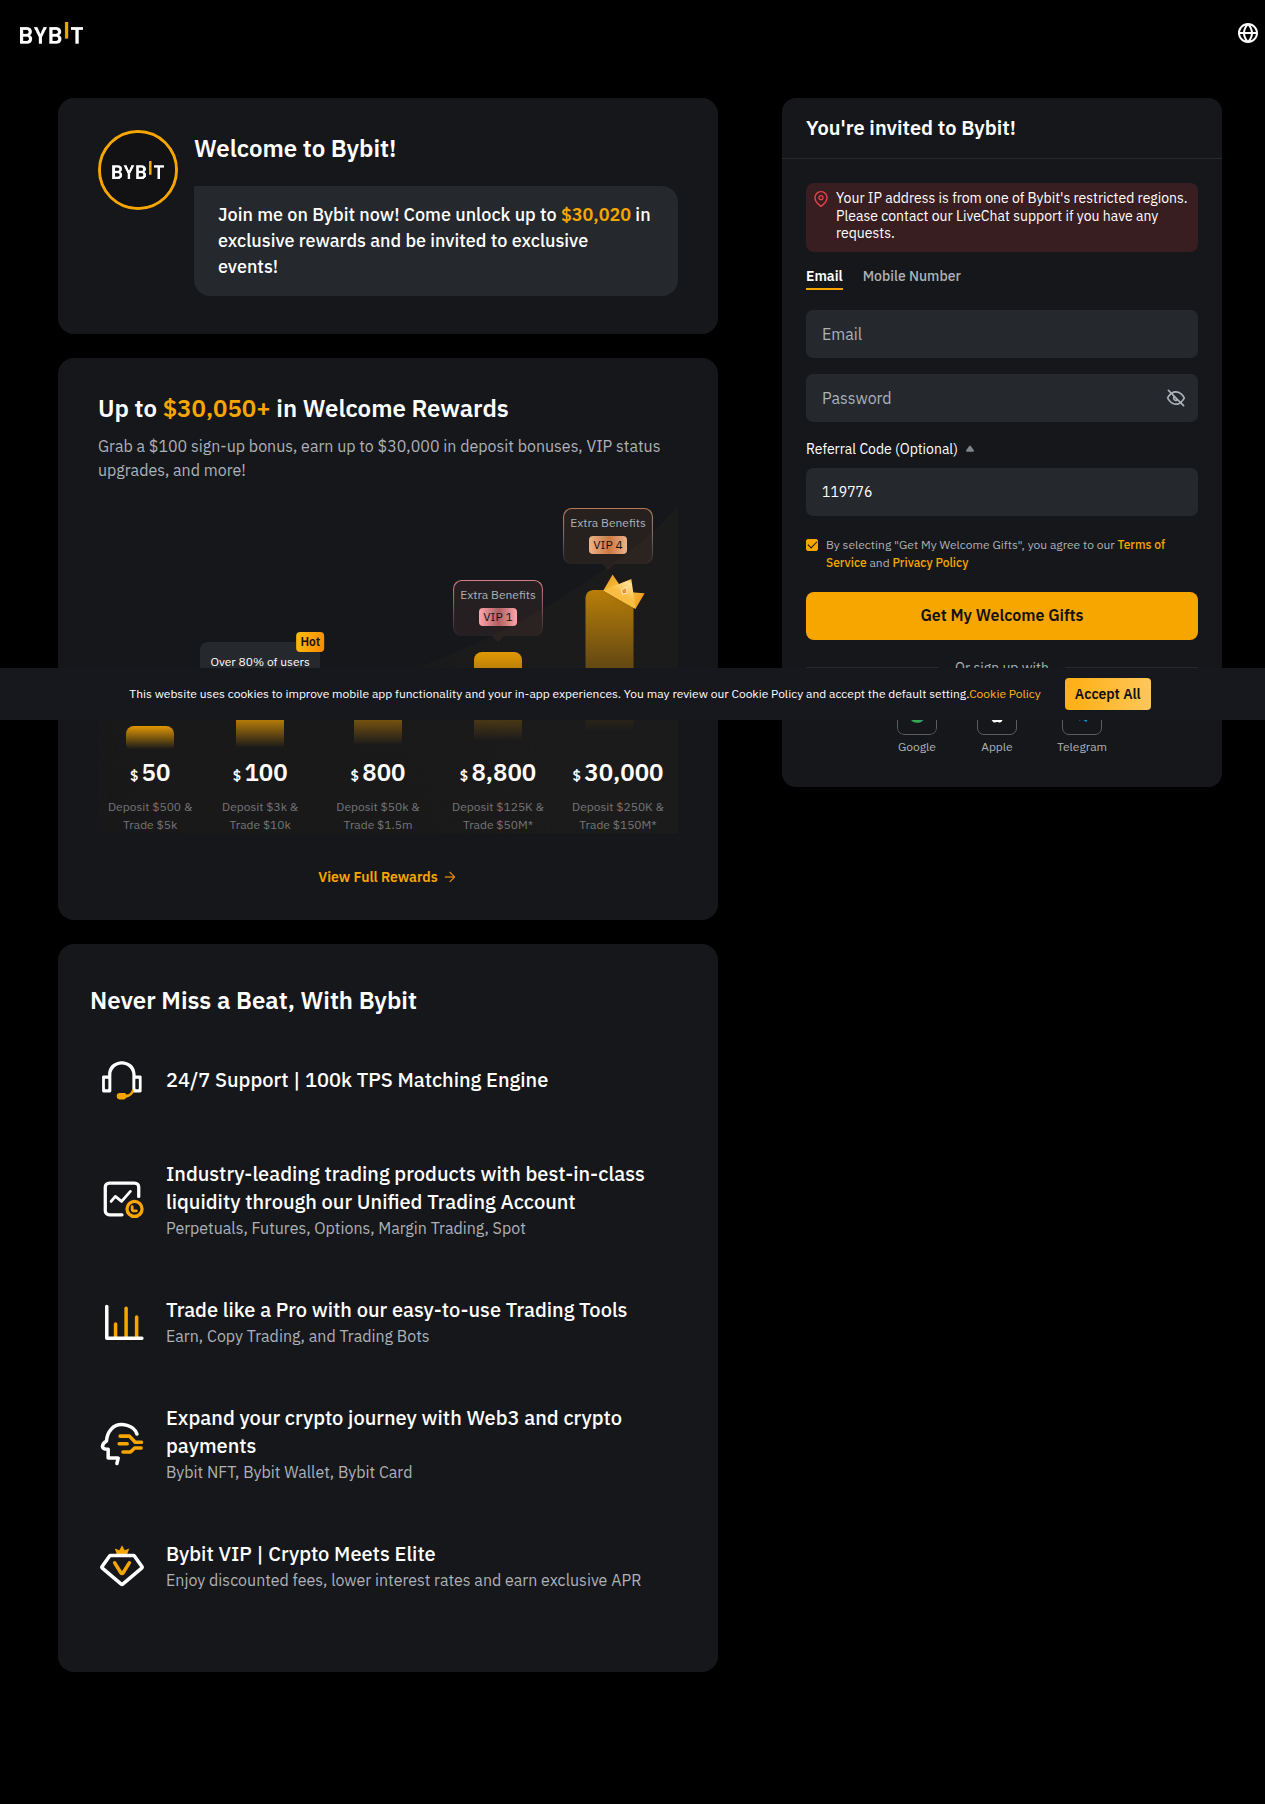 BYBIT
BYBIT
Welcome to Bybit!
Join me on Bybit now! Come unlock up to $30,020 in
exclusive rewards and be invited to exclusive
events!
Up to $30,050+ in Welcome Rewards
Grab a $100 sign-up bonus, earn up to $30,000 in deposit bonuses, VIP status
upgrades, and more!
Extra Benefits
VIP 4
Extra Benefits
VIP 1
Hot
Over 80% of users
$50
$100
$800
$8,800
$30,000
Deposit $500 &
Trade $5k
Deposit $3k &
Trade $10k
Deposit $50k &
Trade $1.5m
Deposit $125K &
Trade $50M*
Deposit $250K &
Trade $150M*
View Full Rewards
Never Miss a Beat, With Bybit
24/7 Support | 100k TPS Matching Engine
Industry-leading trading products with best-in-class
liquidity through our Unified Trading Account
Perpetuals, Futures, Options, Margin Trading, Spot
Trade like a Pro with our easy-to-use Trading Tools
Earn, Copy Trading, and Trading Bots
Expand your crypto journey with Web3 and crypto
payments
Bybit NFT, Bybit Wallet, Bybit Card
Bybit VIP | Crypto Meets Elite
Enjoy discounted fees, lower interest rates and earn exclusive APR
You're invited to Bybit!
Your IP address is from one of Bybit's restricted regions.
Please contact our LiveChat support if you have any
requests.
Email
Mobile Number
Email
Password
Referral Code (Optional)
119776
By selecting "Get My Welcome Gifts", you agree to our Terms of
Service and Privacy Policy
Get My Welcome Gifts
Or sign up with
Google
Apple
Telegram
This website uses cookies to improve mobile app functionality and your in-app experiences. You may review our Cookie Policy and accept the default setting.Cookie Policy
Accept All